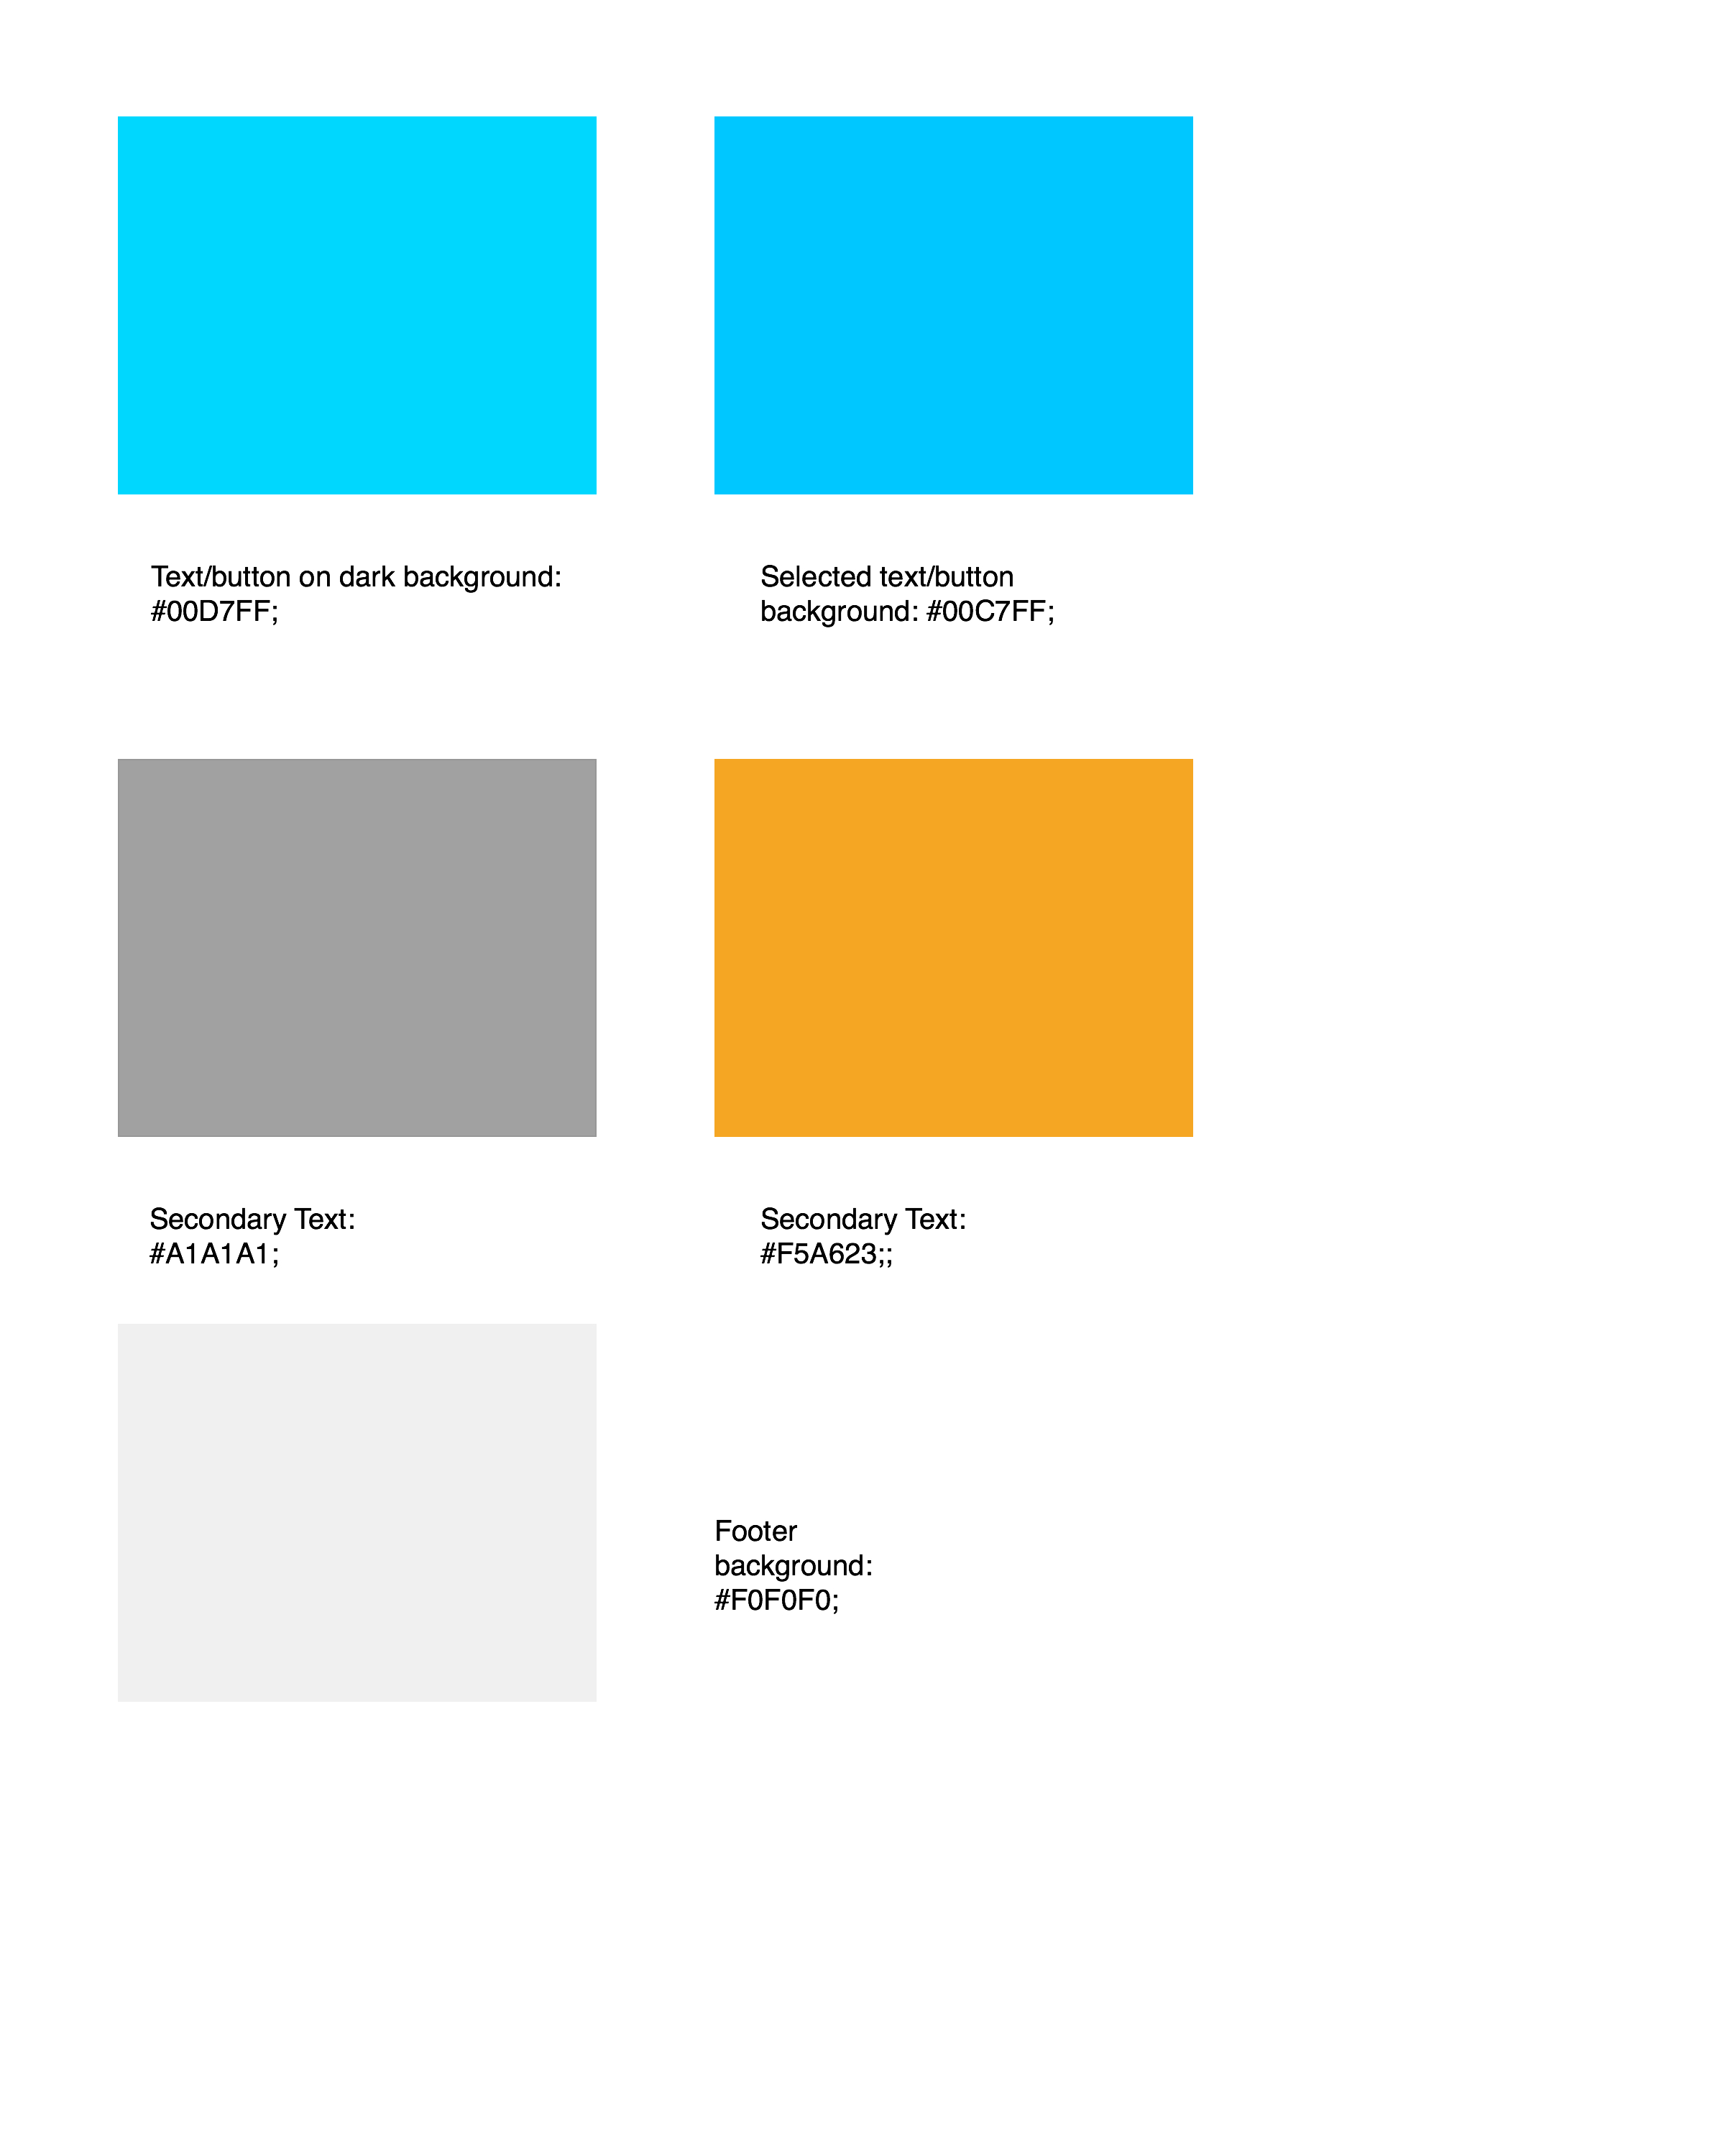 Text/button on dark background:
#00D7FF;
Selected text/button
background: #00C7FF;
Secondary Text:
#A1A1A1;
Secondary Text:
#F5A623;;
Footer
background:
#F0F0F0;